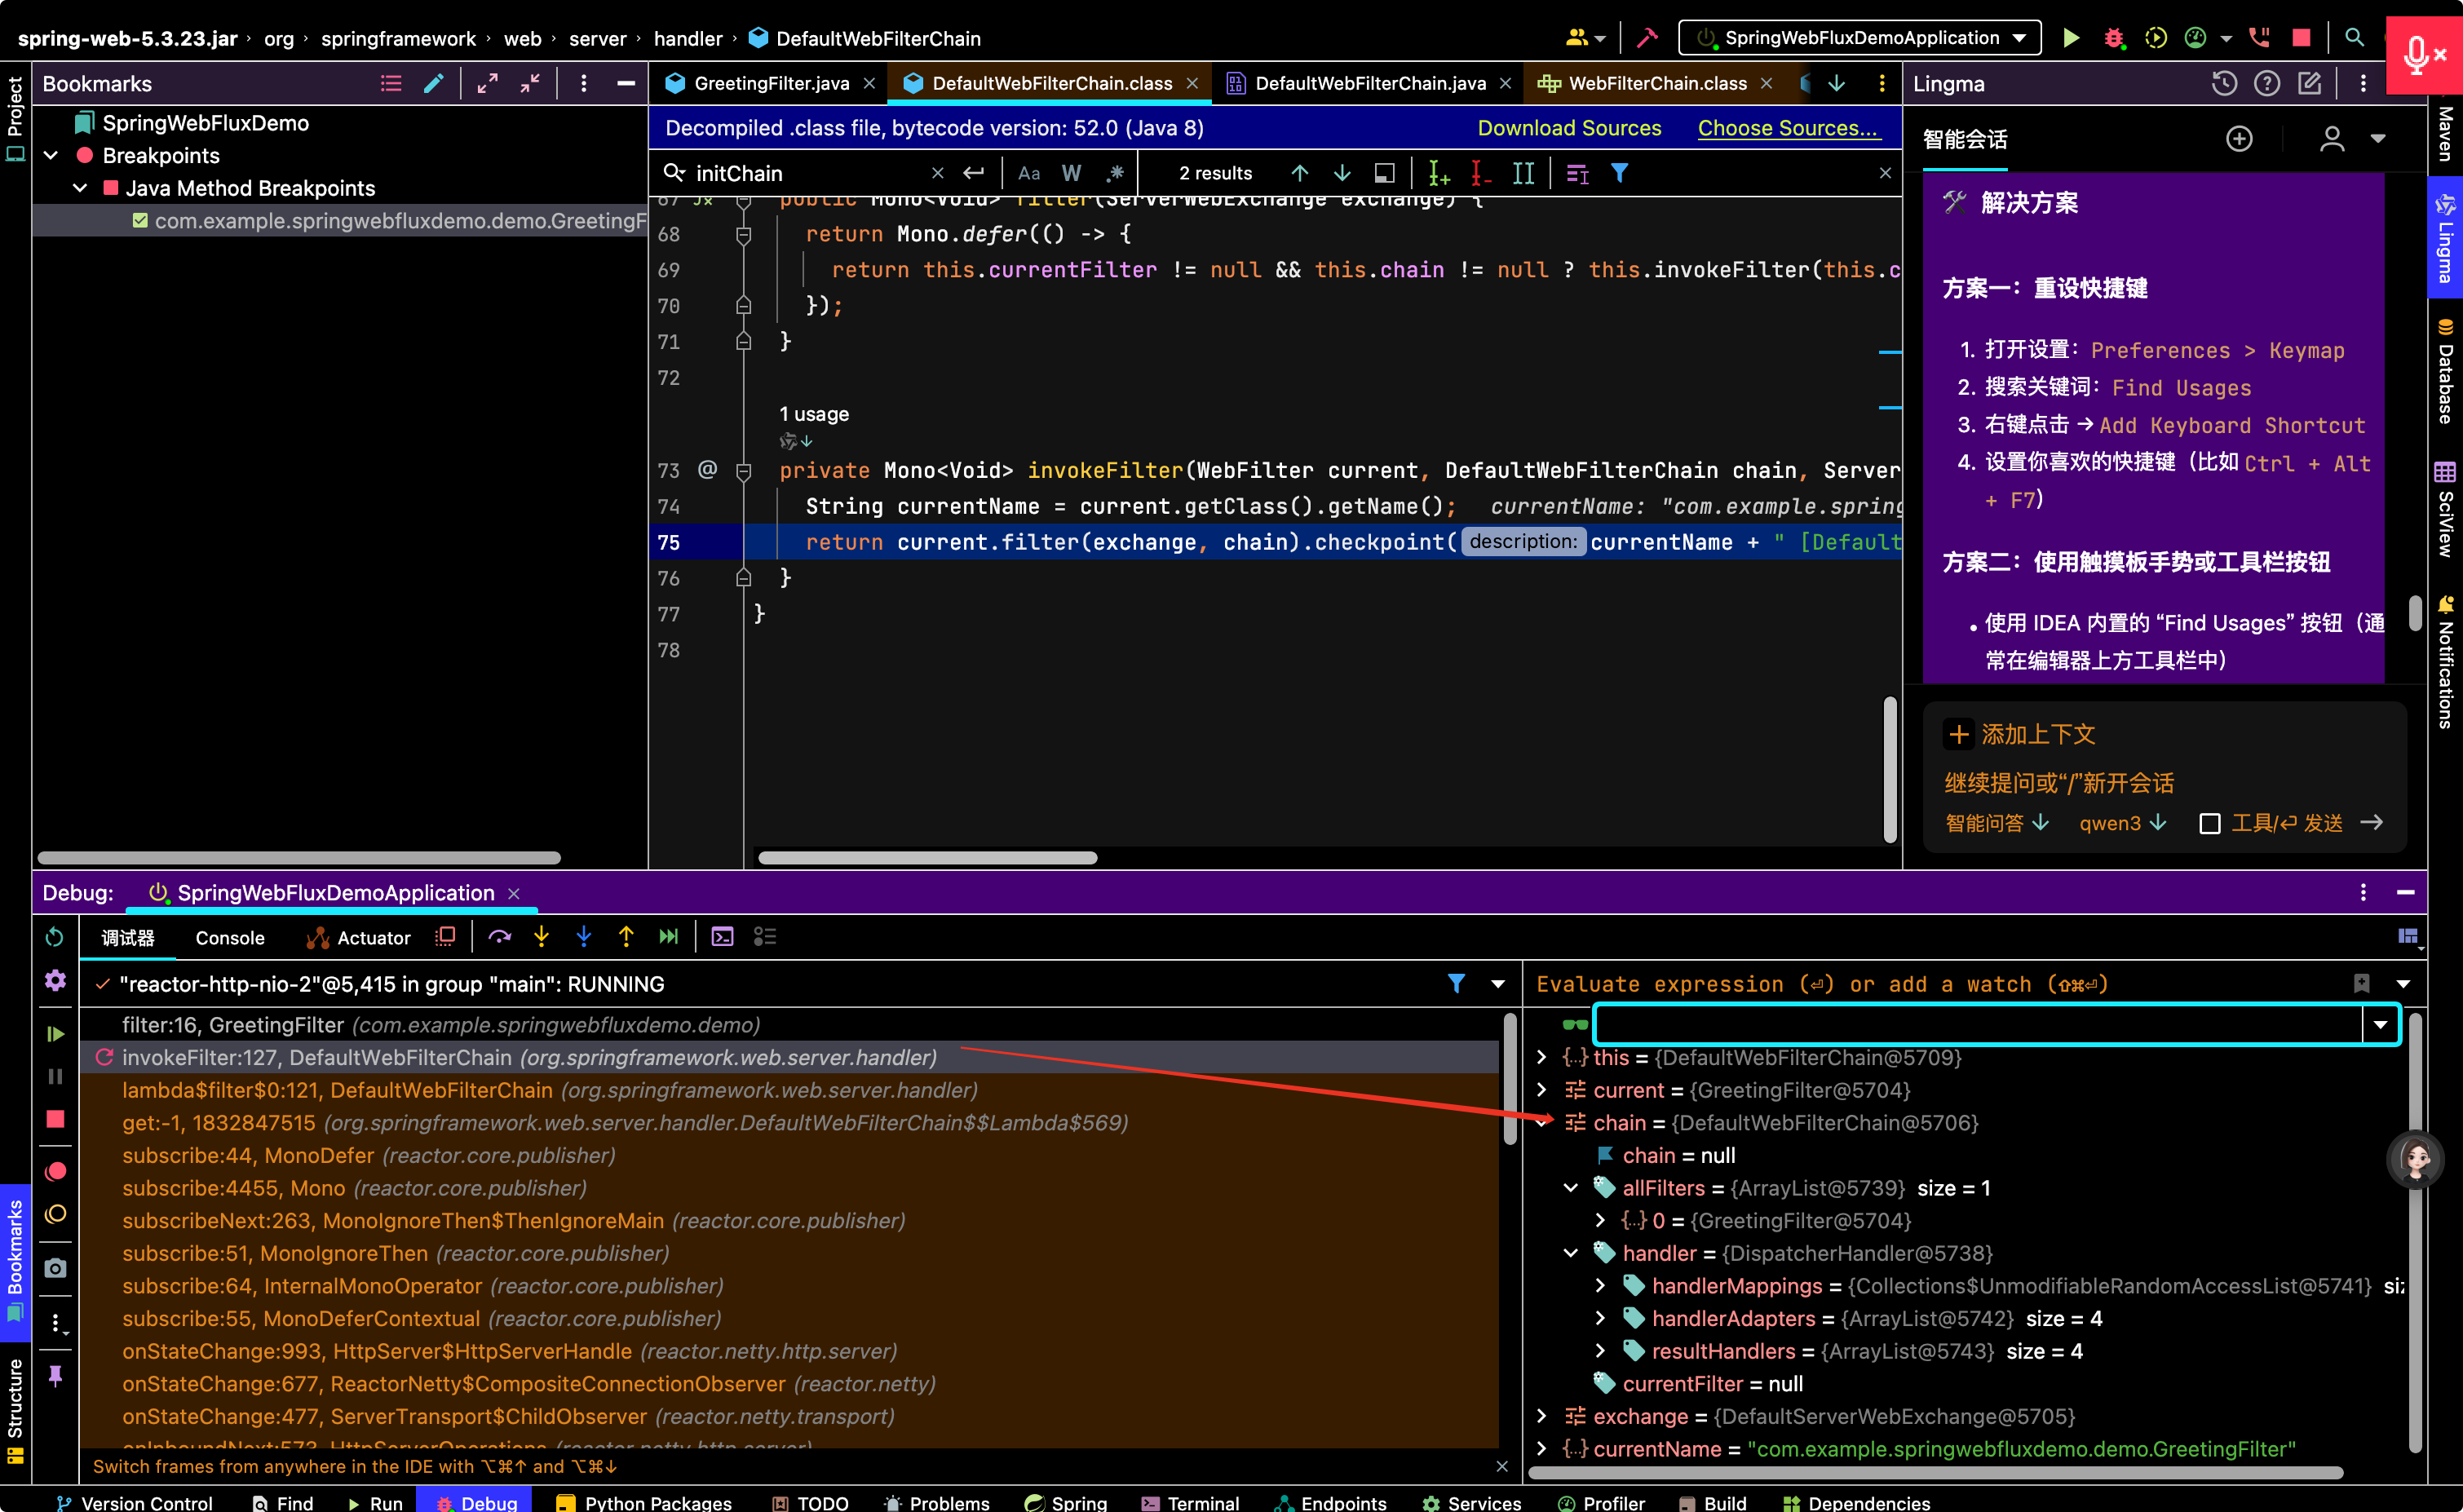 spring-web-5.3.23.jar › org › springframework › web › server › handler › DefaultWebFilterChain
SpringWebFluxDemoApplication
Project
Bookmarks
SpringWebFluxDemo
Breakpoints
Java Method Breakpoints
com.example.springwebfluxdemo.demo.GreetingF
GreetingFilter.java
DefaultWebFilterChain.class
DefaultWebFilterChain.java
WebFilterChain.class
Decompiled .class file, bytecode version: 52.0 (Java 8)
Download Sources
Choose Sources...
initChain
Aa
W
.*
2 results
67 public Mono<Void> filter(ServerWebExchange exchange) {
68 return Mono.defer(() -> {
69 return this.currentFilter != null && this.chain != null ? this.invokeFilter(this.c
70 });
71 }
72
1 usage
73 @ private Mono<Void> invokeFilter(WebFilter current, DefaultWebFilterChain chain, Server
74 String currentName = current.getClass().getName(); currentName: "com.example.spring
75 return current.filter(exchange, chain).checkpoint( description: currentName + " [Default
76 }
77 }
78
Lingma
智能会话
🛠 解决方案
方案一：重设快捷键
1. 打开设置：Preferences > Keymap
2. 搜索关键词：Find Usages
3. 右键点击 → Add Keyboard Shortcut
4. 设置你喜欢的快捷键（比如 Ctrl + Alt
+ F7）
方案二：使用触摸板手势或工具栏按钮
• 使用 IDEA 内置的 “Find Usages” 按钮（通
常在编辑器上方工具栏中）
添加上下文
继续提问或“/”新开会话
智能问答
qwen3
工具/⏎ 发送
Maven
Lingma
Database
SciView
Notifications
Debug:
SpringWebFluxDemoApplication
调试器
Console
Actuator
"reactor-http-nio-2"@5,415 in group "main": RUNNING
filter:16, GreetingFilter (com.example.springwebfluxdemo.demo)
invokeFilter:127, DefaultWebFilterChain (org.springframework.web.server.handler)
lambda$filter$0:121, DefaultWebFilterChain (org.springframework.web.server.handler)
get:-1, 1832847515 (org.springframework.web.server.handler.DefaultWebFilterChain$$Lambda$569)
subscribe:44, MonoDefer (reactor.core.publisher)
subscribe:4455, Mono (reactor.core.publisher)
subscribeNext:263, MonoIgnoreThen$ThenIgnoreMain (reactor.core.publisher)
subscribe:51, MonoIgnoreThen (reactor.core.publisher)
subscribe:64, InternalMonoOperator (reactor.core.publisher)
subscribe:55, MonoDeferContextual (reactor.core.publisher)
onStateChange:993, HttpServer$HttpServerHandle (reactor.netty.http.server)
onStateChange:677, ReactorNetty$CompositeConnectionObserver (reactor.netty)
onStateChange:477, ServerTransport$ChildObserver (reactor.netty.transport)
onInboundNext:573, HttpServerOperations (reactor.netty.http.server)
Switch frames from anywhere in the IDE with ⌥⌘↑ and ⌥⌘↓
Evaluate expression (⏎) or add a watch (⇧⌘⏎)
this = {DefaultWebFilterChain@5709}
current = {GreetingFilter@5704}
chain = {DefaultWebFilterChain@5706}
chain = null
allFilters = {ArrayList@5739} size = 1
0 = {GreetingFilter@5704}
handler = {DispatcherHandler@5738}
handlerMappings = {Collections$UnmodifiableRandomAccessList@5741} siz
handlerAdapters = {ArrayList@5742} size = 4
resultHandlers = {ArrayList@5743} size = 4
currentFilter = null
exchange = {DefaultServerWebExchange@5705}
currentName = "com.example.springwebfluxdemo.demo.GreetingFilter"
Bookmarks
Structure
Version Control
Find
Run
Debug
Python Packages
TODO
Problems
Spring
Terminal
Endpoints
Services
Profiler
Build
Dependencies